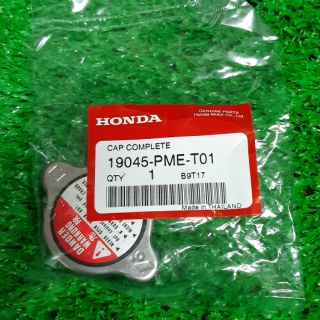 HONDA
GENUINE PARTS
Honda Motor Co., Ltd.
CAP COMPLETE
19045-PME-T01
QTY 1 B9T17
Made in THAILAND
DANGER
WARNUNG